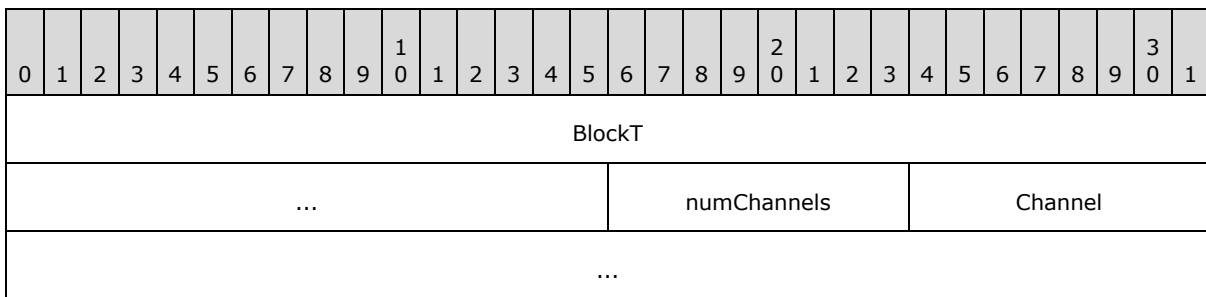 1 2 3
0 1 2 3 4 5 6 7 8 9 0 1 2 3 4 5 6 7 8 9 0 1 2 3 4 5 6 7 8 9 0 1
BlockT
... numChannels Channel
...